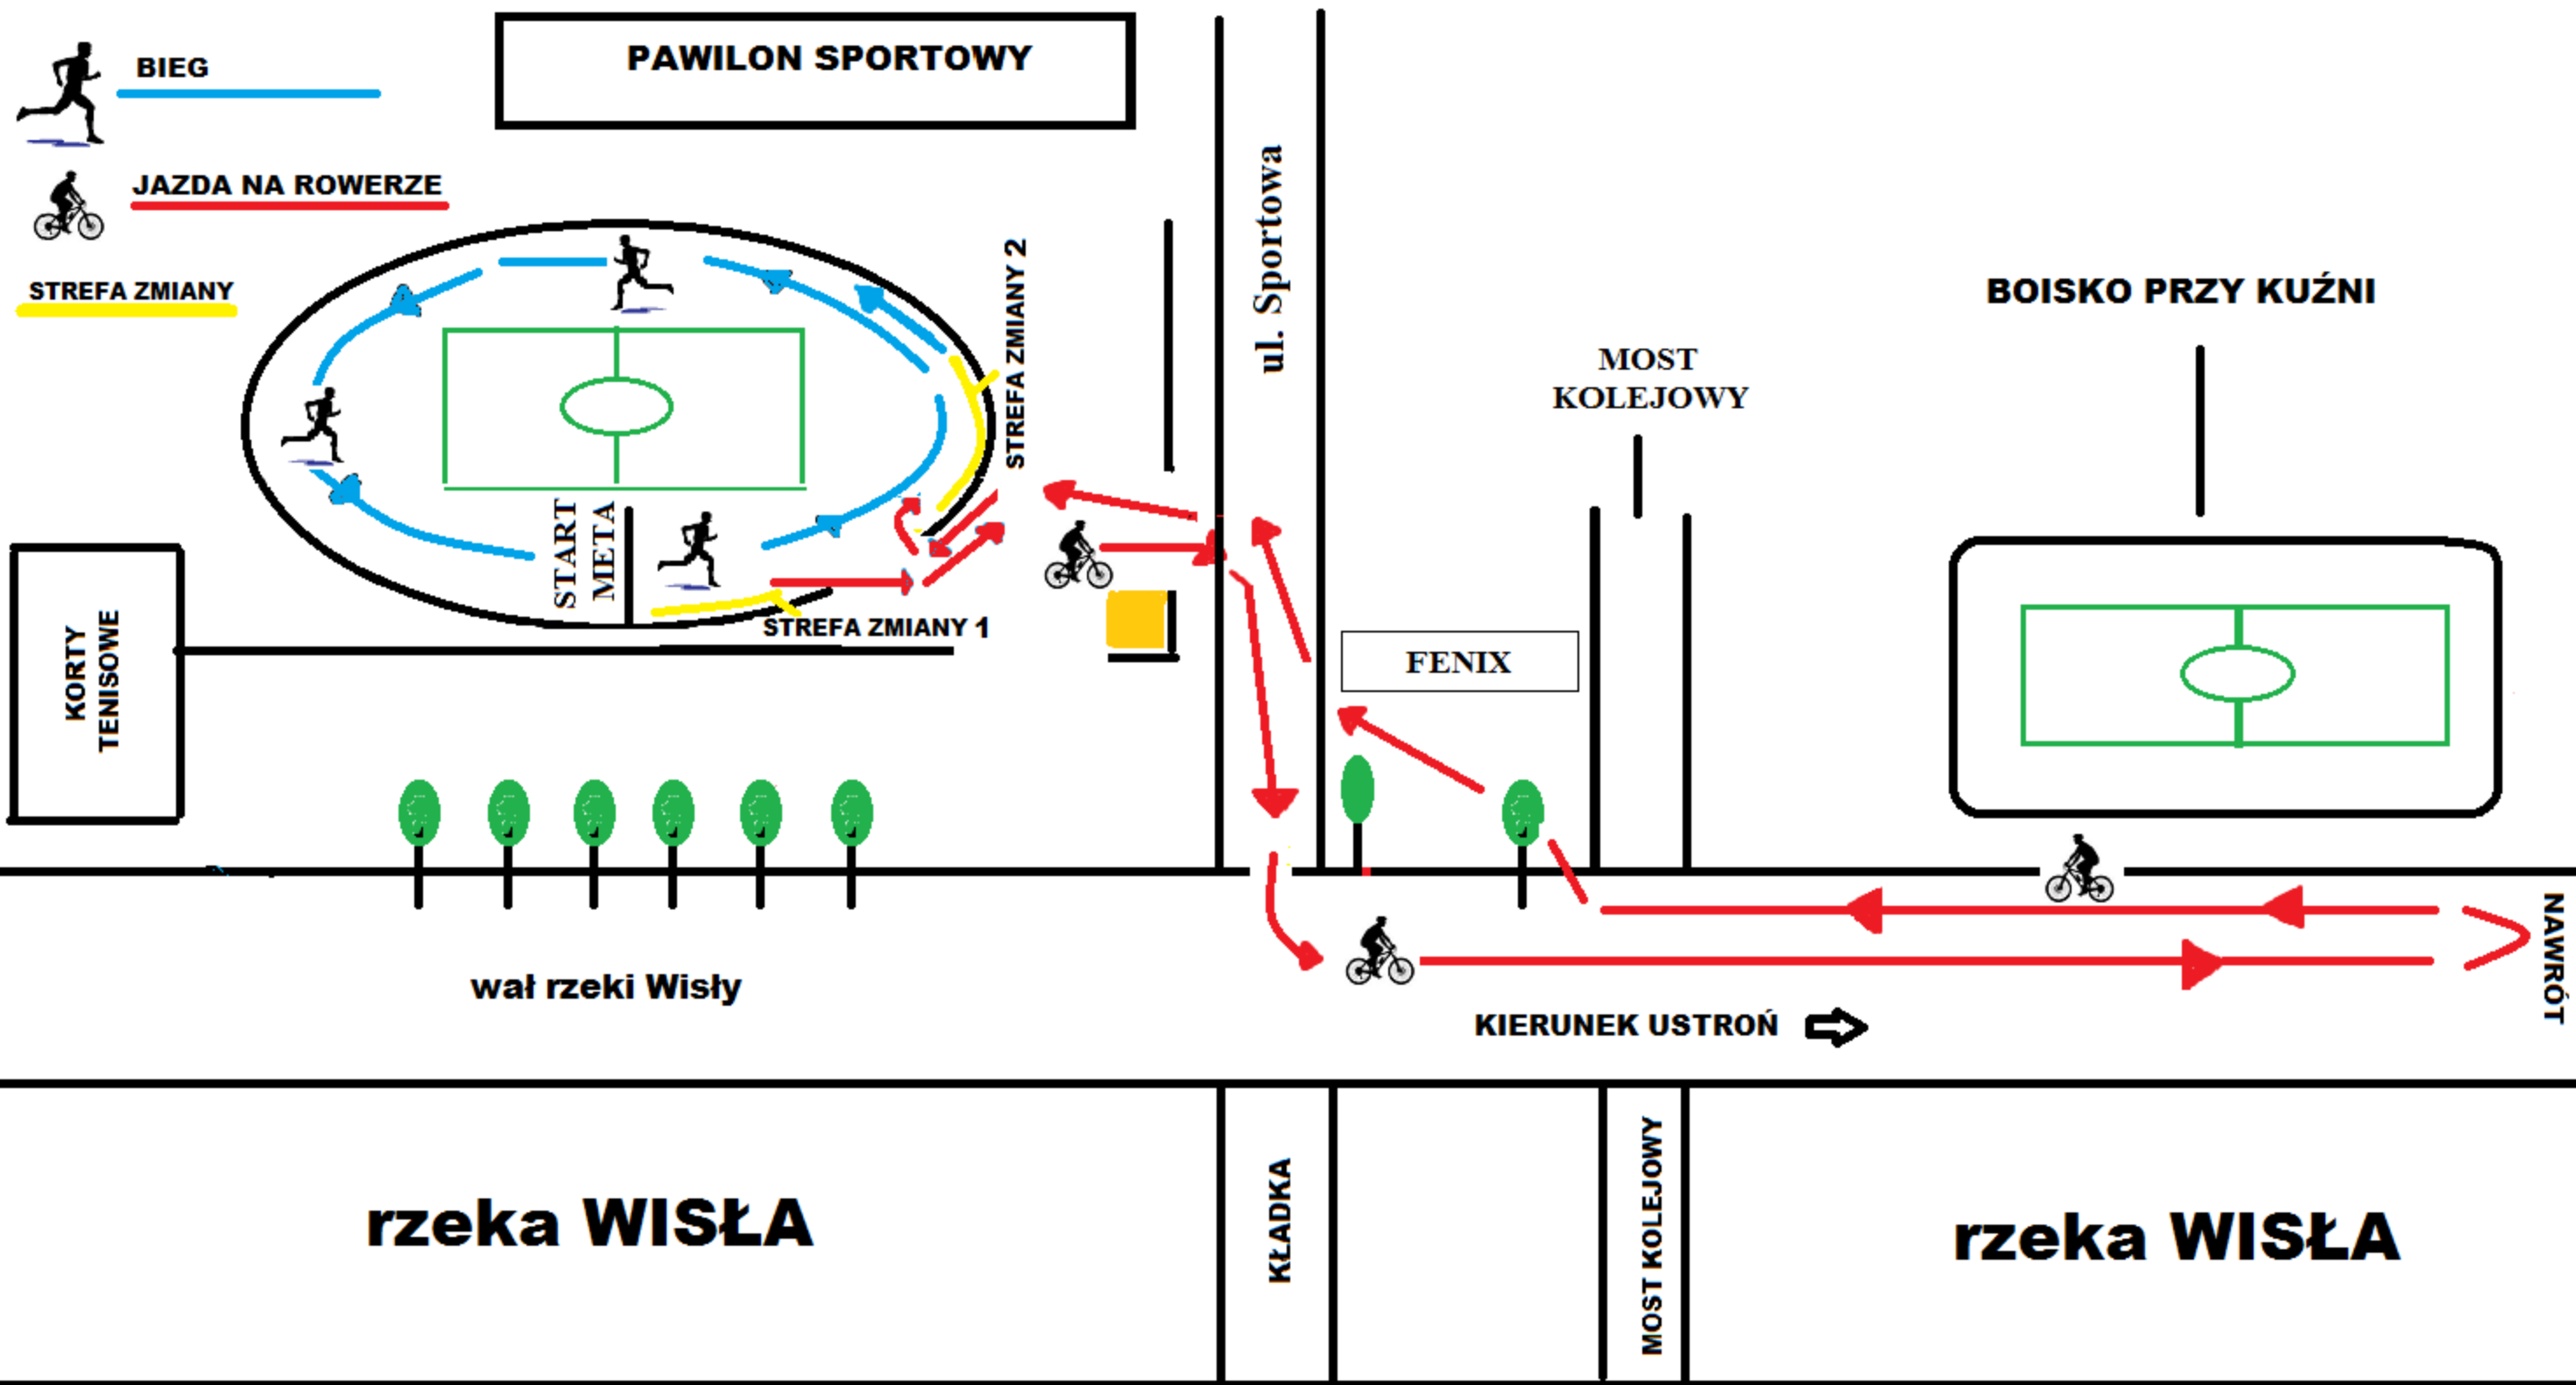 BIEG
PAWILON SPORTOWY
JAZDA NA ROWERZE
STREFA ZMIANY
STREFA ZMIANY 2
ul. Sportowa
BOISKO PRZY KUŹNI
MOST
KOLEJOWY
START
META
STREFA ZMIANY 1
KORTY
TENISOWE
FENIX
NAWRÓT
wał rzeki Wisły
KIERUNEK USTROŃ
rzeka WISŁA
KŁADKA
MOST KOLEJOWY
rzeka WISŁA